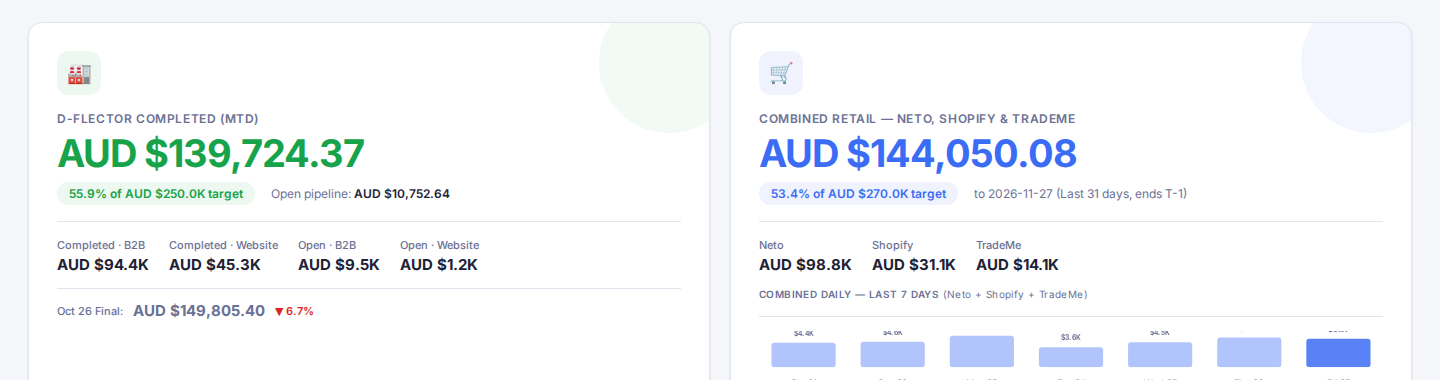 D-FLECTOR COMPLETED (MTD)
AUD $139,724.37
55.9% of AUD $250.0K target
Open pipeline: AUD $10,752.64
Completed · B2B
AUD $94.4K
Completed · Website
AUD $45.3K
Open · B2B
AUD $9.5K
Open · Website
AUD $1.2K
Oct 26 Final: AUD $149,805.40 ▼ 6.7%
COMBINED RETAIL — NETO, SHOPIFY & TRADEME
AUD $144,050.08
53.4% of AUD $270.0K target
to 2026-11-27 (Last 31 days, ends T-1)
Neto
AUD $98.8K
Shopify
AUD $31.1K
TradeMe
AUD $14.1K
COMBINED DAILY — LAST 7 DAYS (Neto + Shopify + TradeMe)
$4.4K
$4.6K
$3.6K
$4.5K